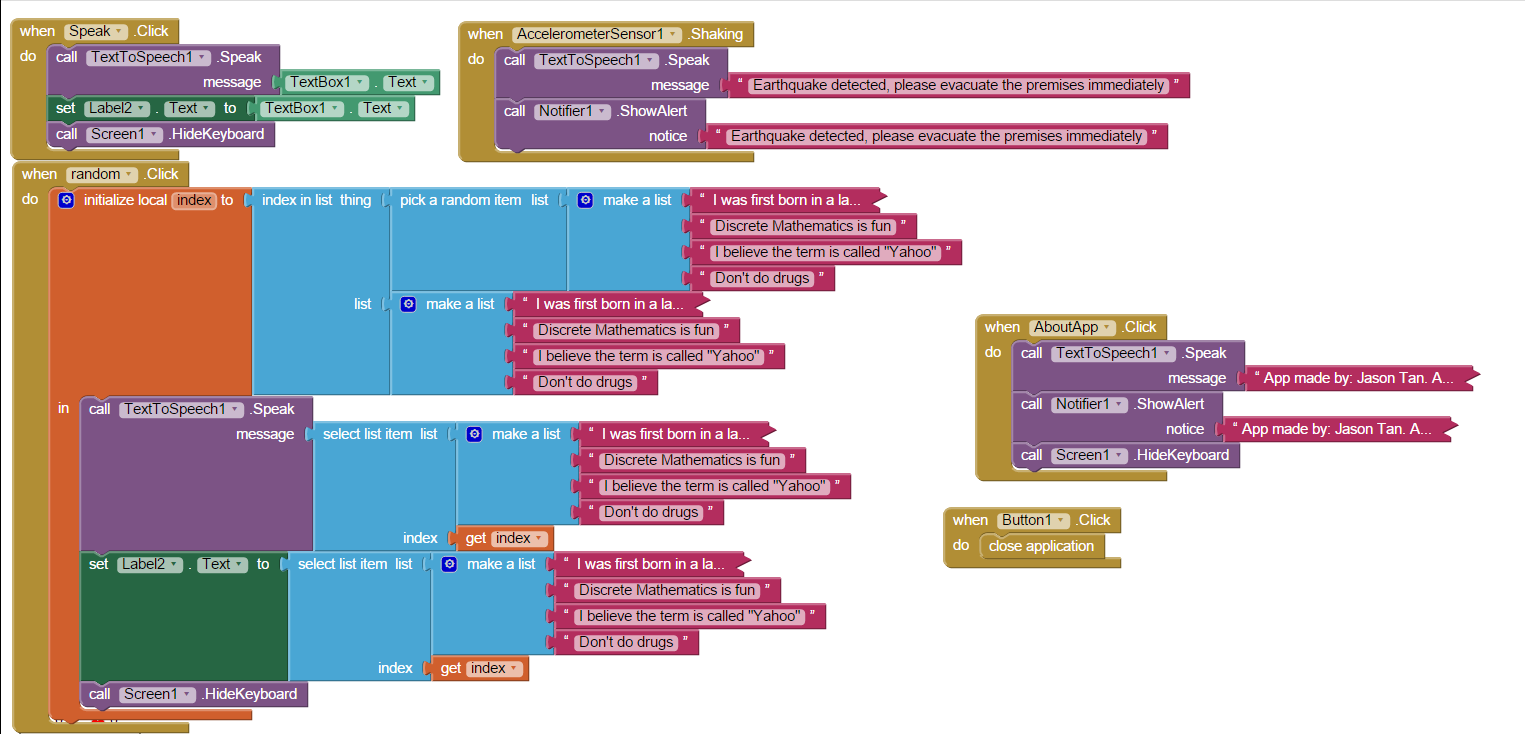 when Speak .Click
do call TextToSpeech1 .Speak
message TextBox1 . Text
set Label2 . Text to TextBox1 . Text
call Screen1 .HideKeyboard
when AccelerometerSensor1 .Shaking
do call TextToSpeech1 .Speak
message “ Earthquake detected, please evacuate the premises immediately ”
call Notifier1 .ShowAlert
notice “ Earthquake detected, please evacuate the premises immediately ”
when random .Click
do initialize local index to index in list thing pick a random item list make a list “ I was first born in a la...
“ Discrete Mathematics is fun ”
“ I believe the term is called "Yahoo" ”
“ Don't do drugs ”
list make a list “ I was first born in a la...
“ Discrete Mathematics is fun ”
“ I believe the term is called "Yahoo" ”
“ Don't do drugs ”
in call TextToSpeech1 .Speak
message select list item list make a list “ I was first born in a la...
“ Discrete Mathematics is fun ”
“ I believe the term is called "Yahoo" ”
“ Don't do drugs ”
index get index
set Label2 . Text to select list item list make a list “ I was first born in a la...
“ Discrete Mathematics is fun ”
“ I believe the term is called "Yahoo" ”
“ Don't do drugs ”
index get index
call Screen1 .HideKeyboard
when AboutApp .Click
do call TextToSpeech1 .Speak
message “ App made by: Jason Tan. A...
call Notifier1 .ShowAlert
notice “ App made by: Jason Tan. A...
call Screen1 .HideKeyboard
when Button1 .Click
do close application